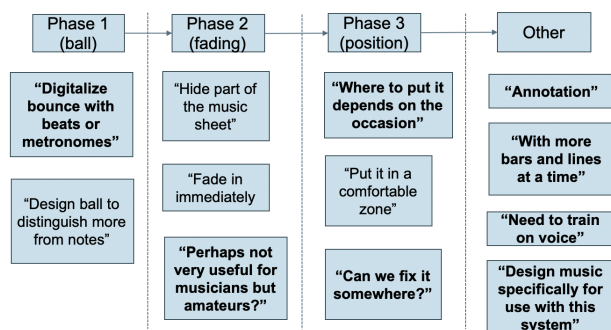 Phase 1
(ball)
Phase 2
(fading)
Phase 3
(position)
Other
“Digitalize
bounce with
beats or
metronomes”
“Design ball to
distinguish more
from notes”
“Hide part of
the music
sheet”
“Fade in
immediately
“Perhaps not
very useful for
musicians but
amateurs?”
“Where to put it
depends on the
occasion”
“Put it in a
comfortable
zone”
“Can we fix it
somewhere?”
“Annotation”
“With more
bars and lines
at a time”
“Need to train
on voice”
“Design music
specifically for
use with this
system”